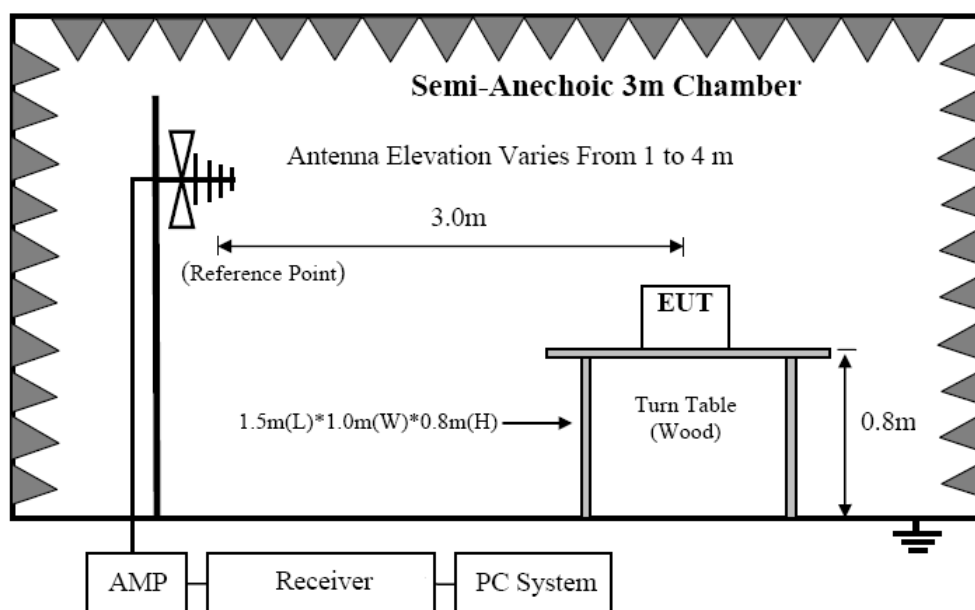 Semi-Anechoic 3m Chamber
Antenna Elevation Varies From 1 to 4 m
3.0m
(Reference Point)
EUT
1.5m(L)*1.0m(W)*0.8m(H)
Turn Table
(Wood)
0.8m
AMP
Receiver
PC System